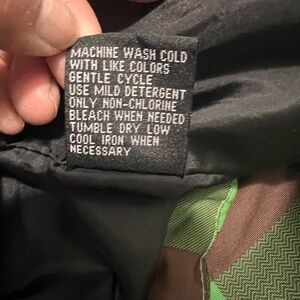 MACHINE WASH COLD
WITH LIKE COLORS
GENTLE CYCLE
USE MILD DETERGENT
ONLY NON-CHLORINE
BLEACH WHEN NEEDED
TUMBLE DRY LOW
COOL IRON WHEN
NECESSARY